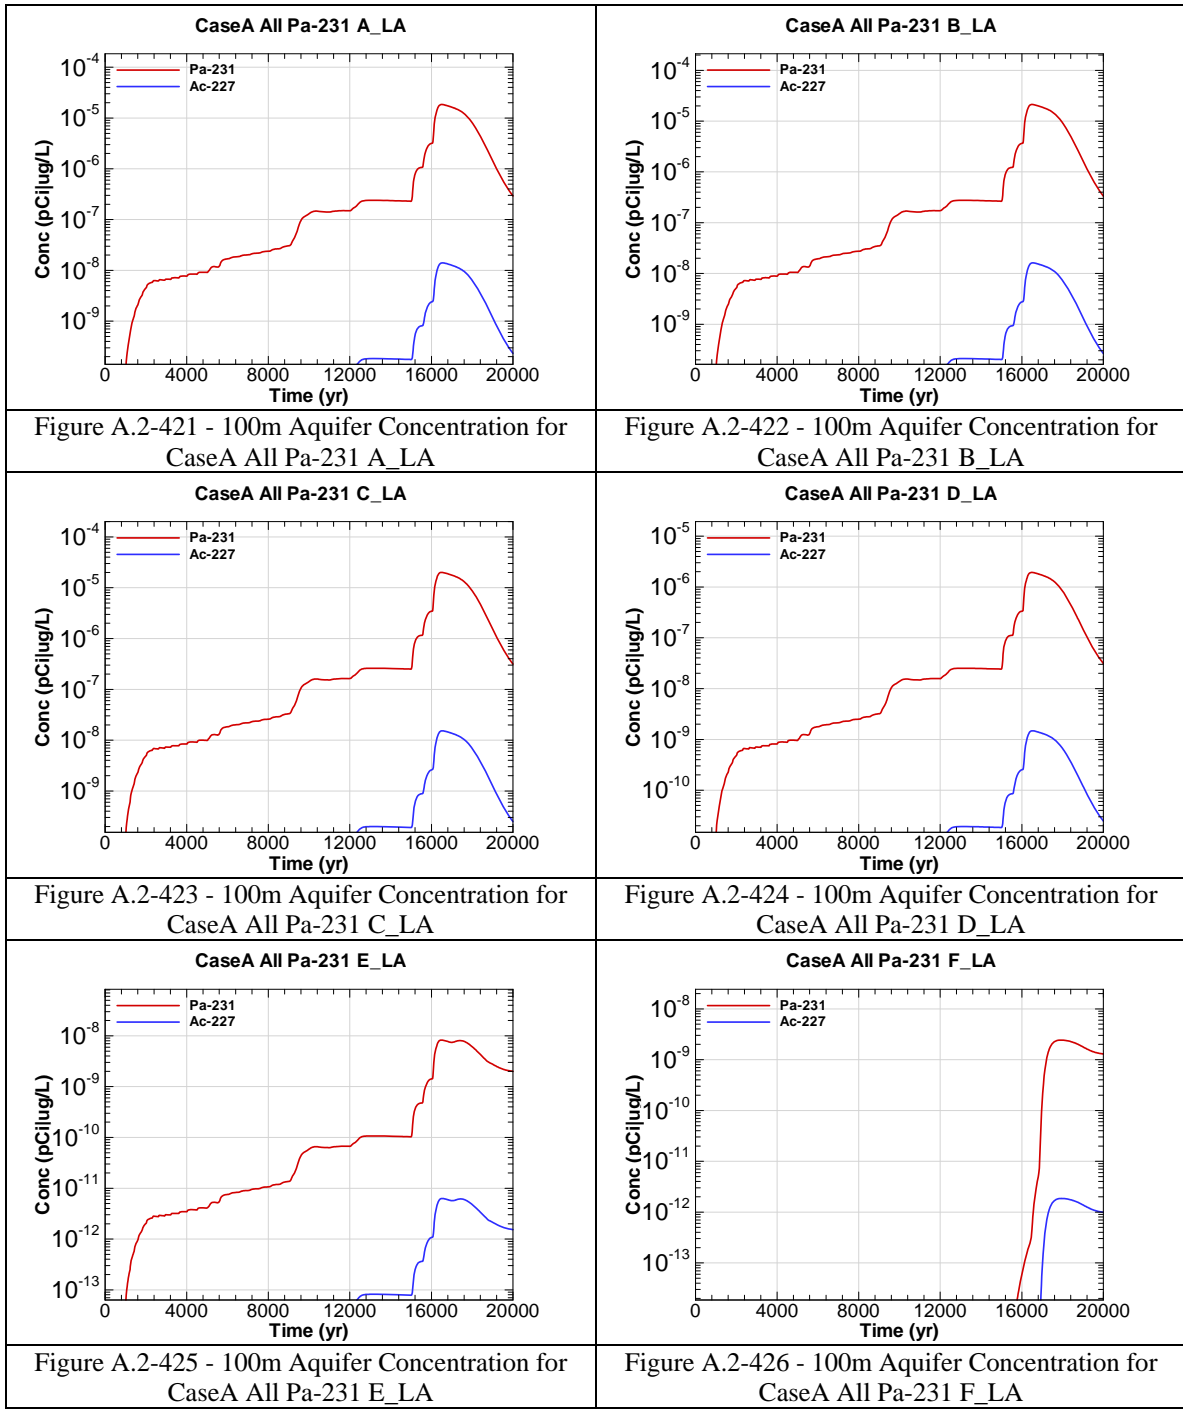 CaseA All Pa-231 A_LA
Pa-231
Ac-227
10-4
10-5
10-6
10-7
10-8
10-9
Conc (pCi|ug/L)
0 4000 8000 12000 16000 20000
Time (yr)
Figure A.2-421 - 100m Aquifer Concentration for
CaseA All Pa-231 A_LA
CaseA All Pa-231 B_LA
Pa-231
Ac-227
10-4
10-5
10-6
10-7
10-8
10-9
Conc (pCi|ug/L)
0 4000 8000 12000 16000 20000
Time (yr)
Figure A.2-422 - 100m Aquifer Concentration for
CaseA All Pa-231 B_LA
CaseA All Pa-231 C_LA
Pa-231
Ac-227
10-4
10-5
10-6
10-7
10-8
10-9
Conc (pCi|ug/L)
0 4000 8000 12000 16000 20000
Time (yr)
Figure A.2-423 - 100m Aquifer Concentration for
CaseA All Pa-231 C_LA
CaseA All Pa-231 D_LA
Pa-231
Ac-227
10-5
10-6
10-7
10-8
10-9
10-10
Conc (pCi|ug/L)
0 4000 8000 12000 16000 20000
Time (yr)
Figure A.2-424 - 100m Aquifer Concentration for
CaseA All Pa-231 D_LA
CaseA All Pa-231 E_LA
Pa-231
Ac-227
10-8
10-9
10-10
10-11
10-12
10-13
Conc (pCi|ug/L)
0 4000 8000 12000 16000 20000
Time (yr)
Figure A.2-425 - 100m Aquifer Concentration for
CaseA All Pa-231 E_LA
CaseA All Pa-231 F_LA
Pa-231
Ac-227
10-8
10-9
10-10
10-11
10-12
10-13
Conc (pCi|ug/L)
0 4000 8000 12000 16000 20000
Time (yr)
Figure A.2-426 - 100m Aquifer Concentration for
CaseA All Pa-231 F_LA